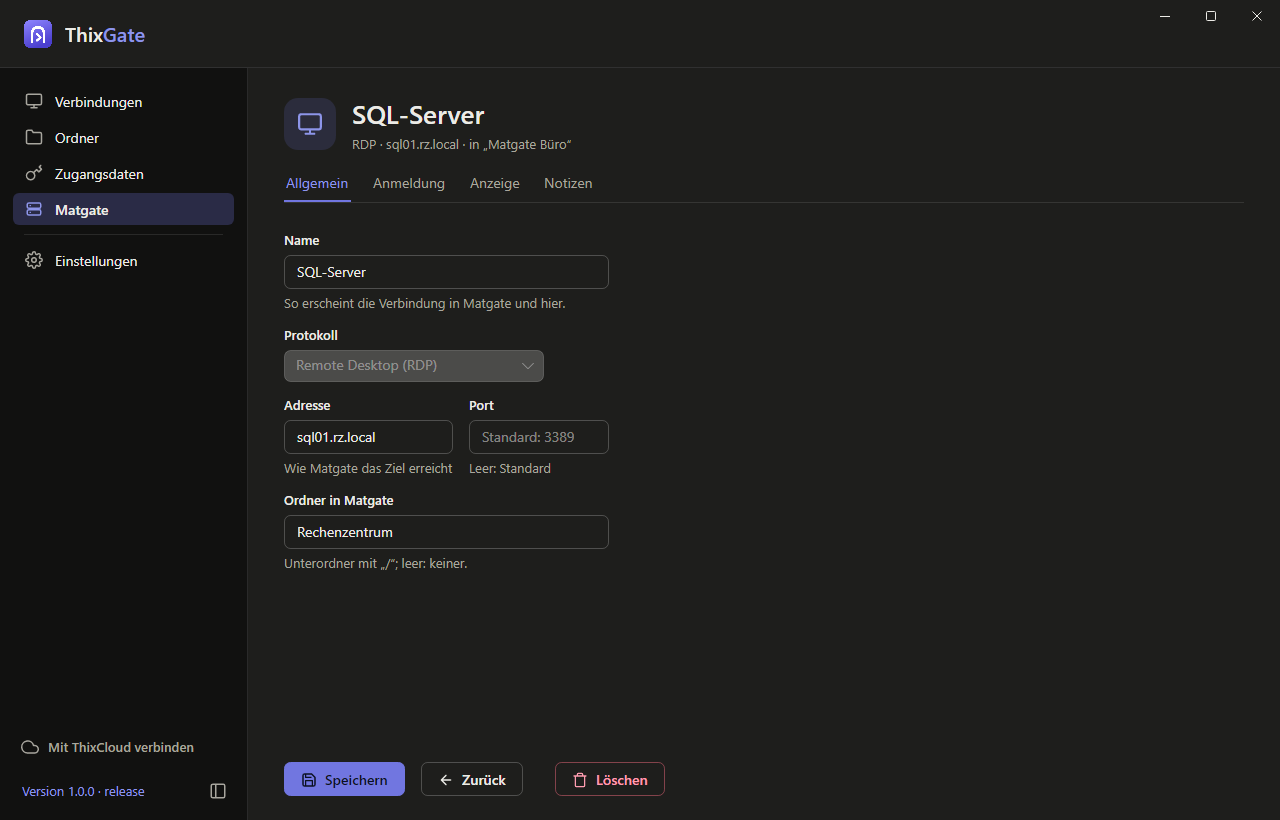 ThixGate
Verbindungen
Ordner
Zugangsdaten
Matgate
Einstellungen
Mit ThixCloud verbinden
Version 1.0.0 · release
SQL-Server
RDP · sql01.rz.local · in „Matgate Büro“
Allgemein Anmeldung Anzeige Notizen
Name
SQL-Server
So erscheint die Verbindung in Matgate und hier.
Protokoll
Remote Desktop (RDP)
Adresse Port
sql01.rz.local Standard: 3389
Wie Matgate das Ziel erreicht Leer: Standard
Ordner in Matgate
Rechenzentrum
Unterordner mit „/“; leer: keiner.
Speichern Zurück Löschen